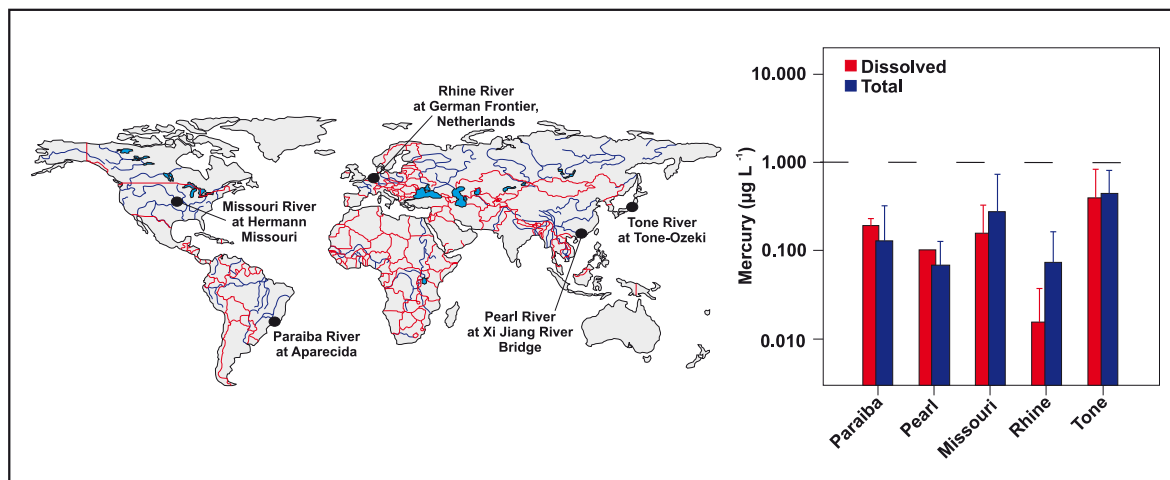 Rhine River
at German Frontier,
Netherlands
Missouri River
at Hermann
Missouri
Tone River
at Tone-Ozeki
Pearl River
at Xi Jiang River
Bridge
Paraiba River
at Aparecida
Dissolved
Total
Mercury (µg L⁻¹)
10.000
1.000
0.100
0.010
Paraiba
Pearl
Missouri
Rhine
Tone